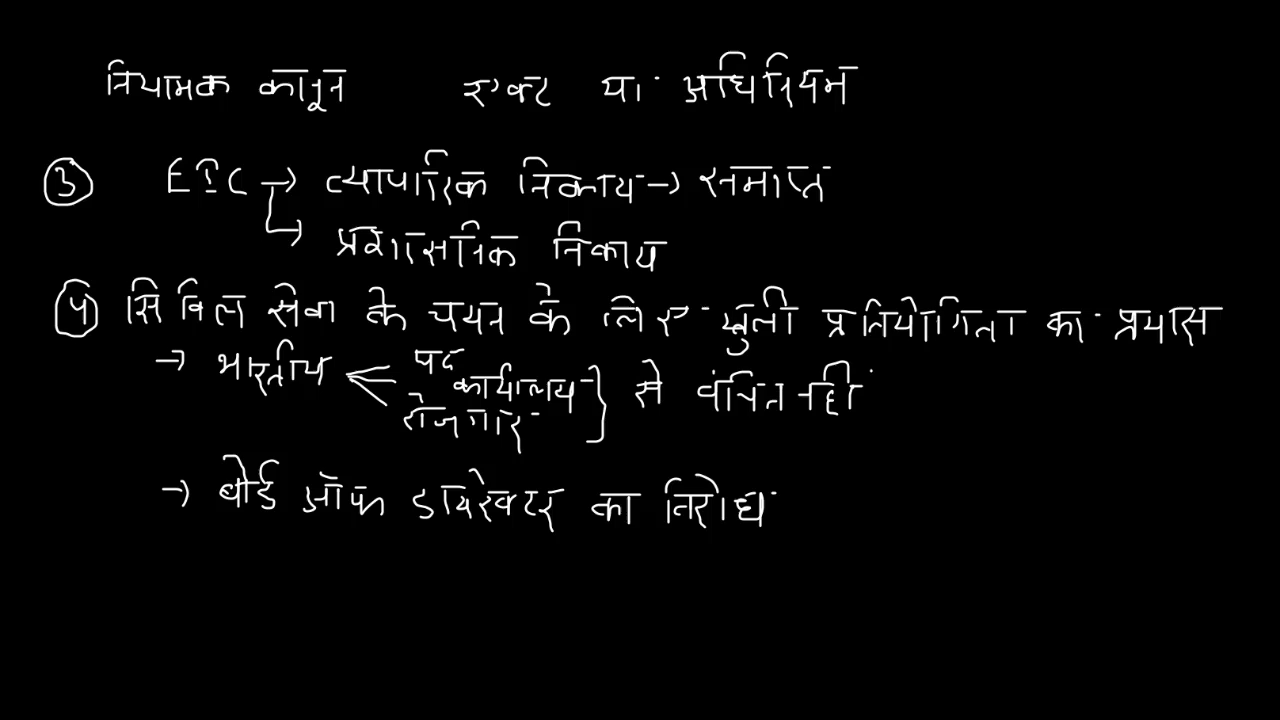 नियामक कानून एक्ट या अधिनियम
③ EIC → व्यापारिक निकाय → समाप्त
→ प्रशासनिक निकाय
④ सिविल सेवा के चयन के लिए खुली प्रतियोगिता का प्रयास
→ भारतीय पद
कार्यालय
रोजगार } से वंचित नहीं
→ बोर्ड ऑफ डायरेक्टर का विरोध